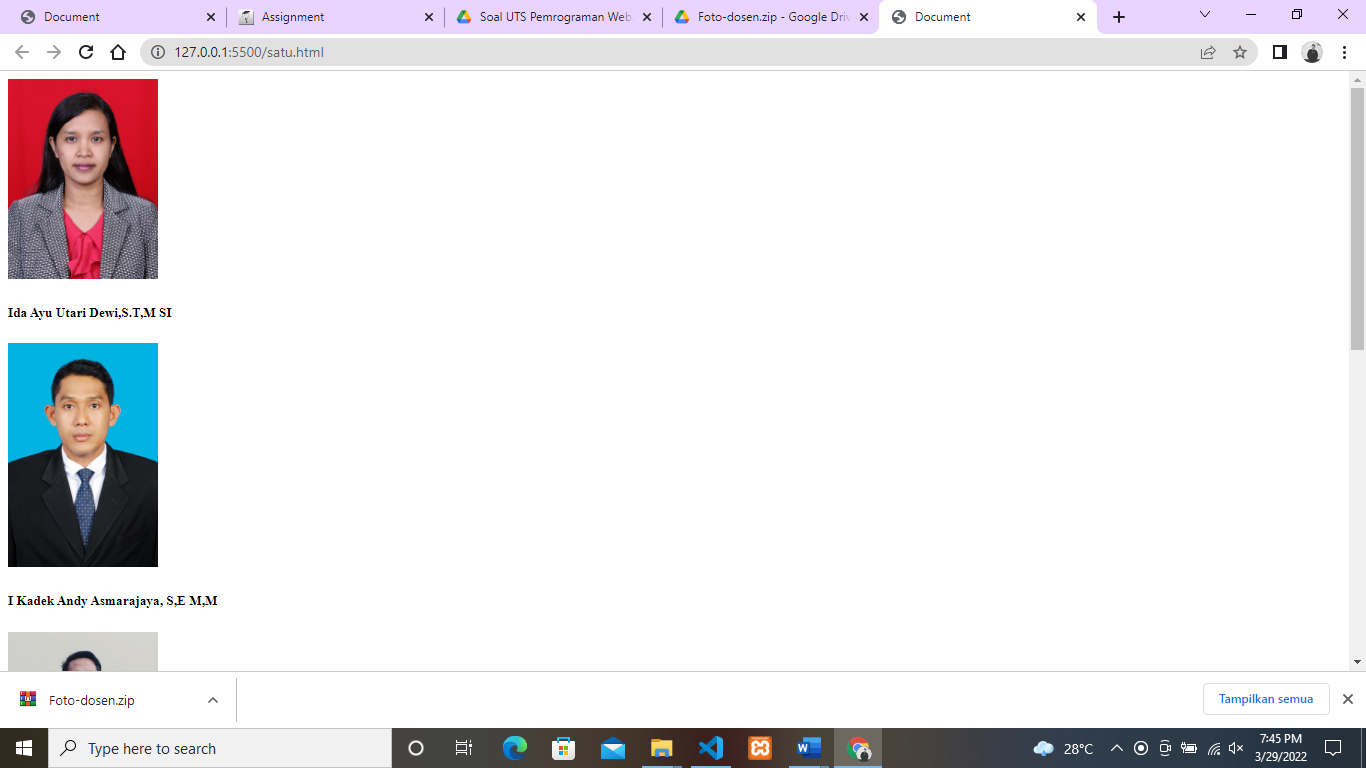 Document
Assignment
Soal UTS Pemrograman Web
Foto-dosen.zip - Google Driv
Document
127.0.0.1:5500/satu.html
Ida Ayu Utari Dewi,S.T,M SI
I Kadek Andy Asmarajaya, S,E M,M
Foto-dosen.zip
Tampilkan semua
Type here to search
28°C
7:45 PM
3/29/2022